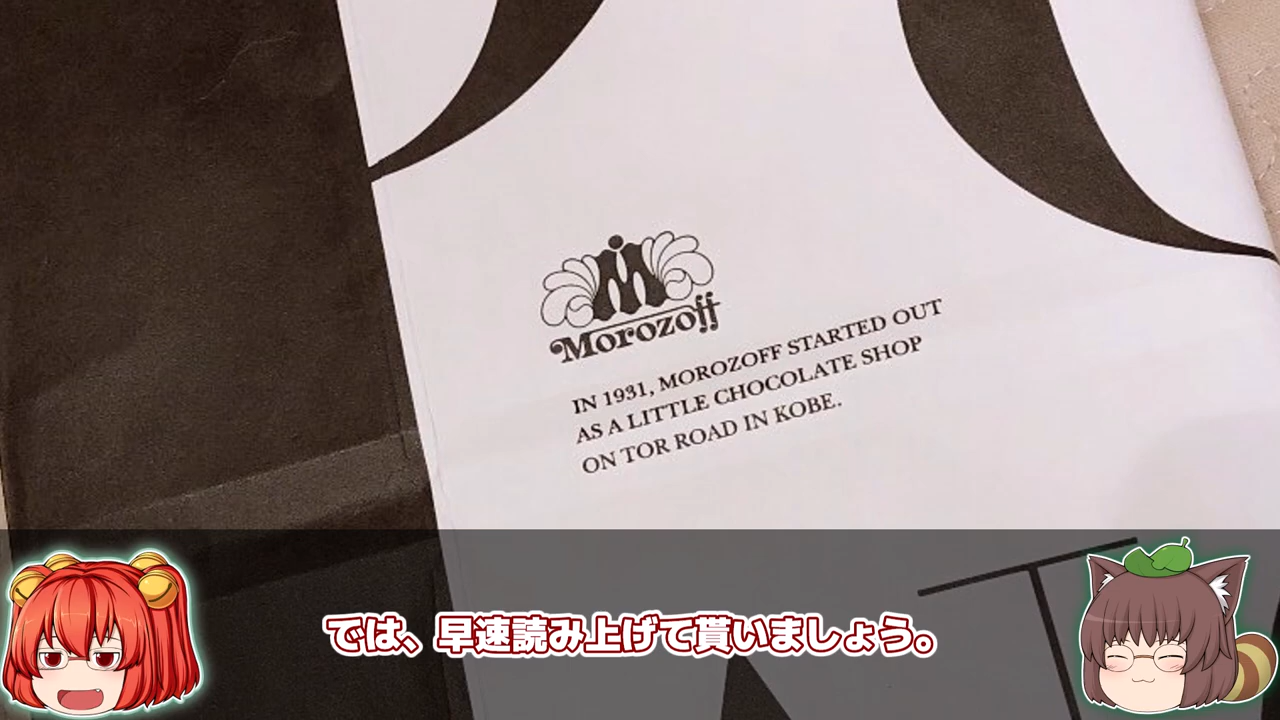 Morozoff
IN 1931, MOROZOFF STARTED OUT
AS A LITTLE CHOCOLATE SHOP
ON TOR ROAD IN KOBE.
では、早速読み上げて貰いましょう。